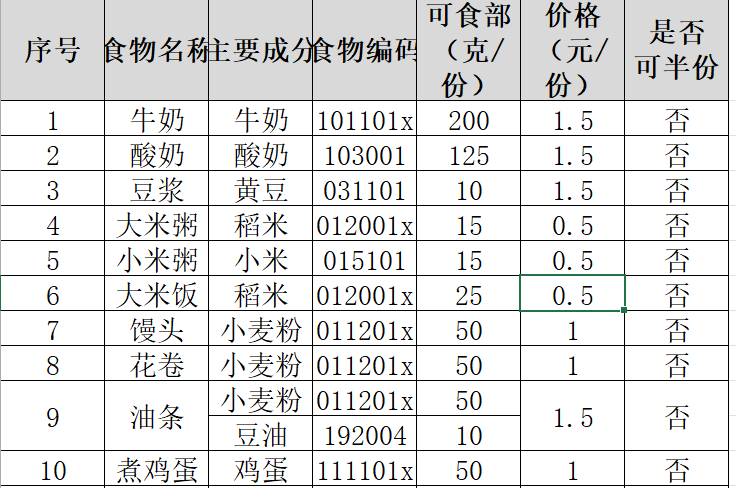 序号 食物名称 主要成分 食物编码 可食部（克/份） 价格（元/份） 是否可半份
1 牛奶 牛奶 101101x 200 1.5 否
2 酸奶 酸奶 103001 125 1.5 否
3 豆浆 黄豆 031101 10 1.5 否
4 大米粥 稻米 012001x 15 0.5 否
5 小米粥 小米 015101 15 0.5 否
6 大米饭 稻米 012001x 25 0.5 否
7 馒头 小麦粉 011201x 50 1 否
8 花卷 小麦粉 011201x 50 1 否
9 油条 小麦粉 011201x 50 1.5 否
豆油 192004 10
10 煮鸡蛋 鸡蛋 111101x 50 1 否